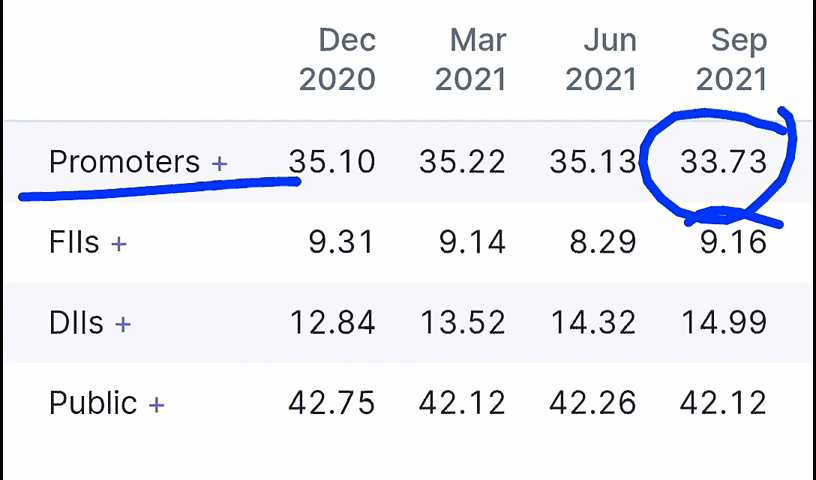 Dec Mar Jun Sep
2020 2021 2021 2021
Promoters + 35.10 35.22 35.13 33.73
FIIs + 9.31 9.14 8.29 9.16
DIIs + 12.84 13.52 14.32 14.99
Public + 42.75 42.12 42.26 42.12